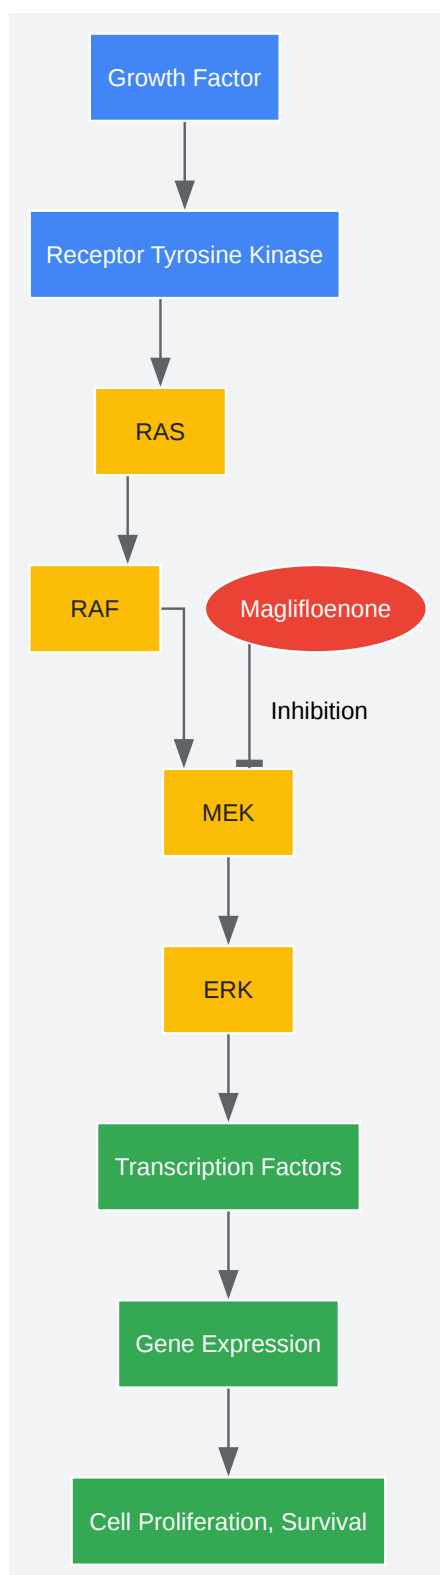 Growth Factor
Receptor Tyrosine Kinase
RAS
RAF
Maglifloenone
Inhibition
MEK
ERK
Transcription Factors
Gene Expression
Cell Proliferation, Survival